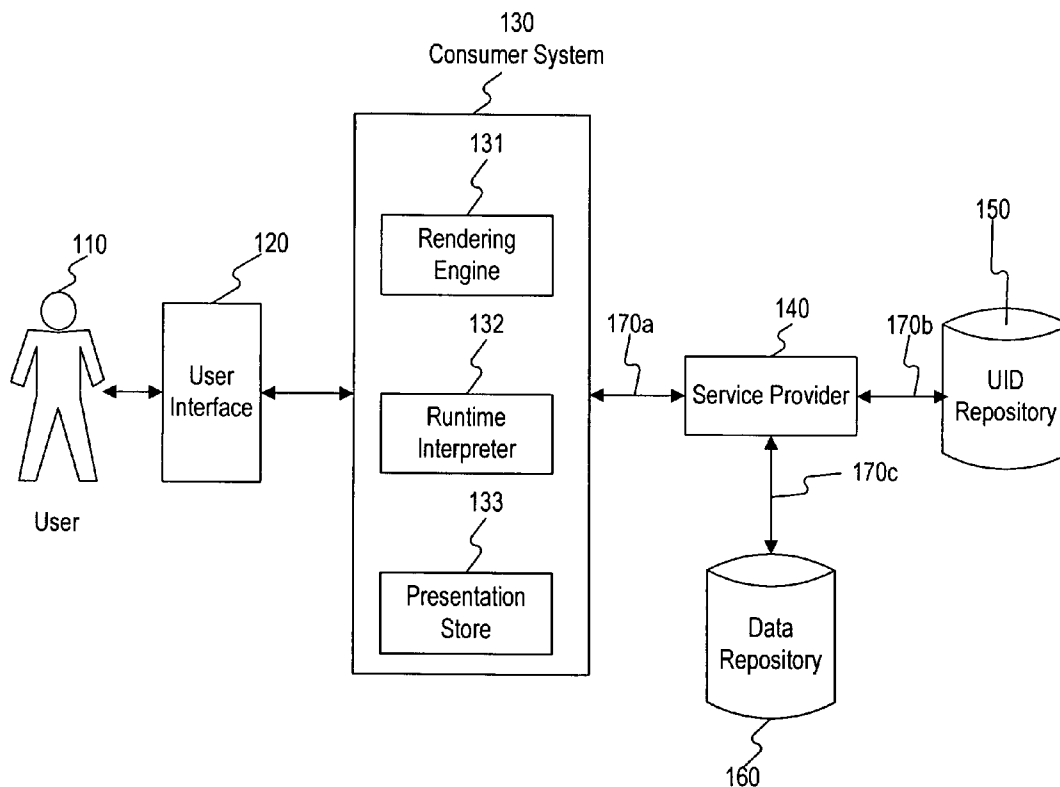 130
Consumer System
131
Rendering
Engine
110
120
User
Interface
User
132
Runtime
Interpreter
133
Presentation
Store
170a
140
Service Provider
170b
150
UID
Repository
170c
Data
Repository
160